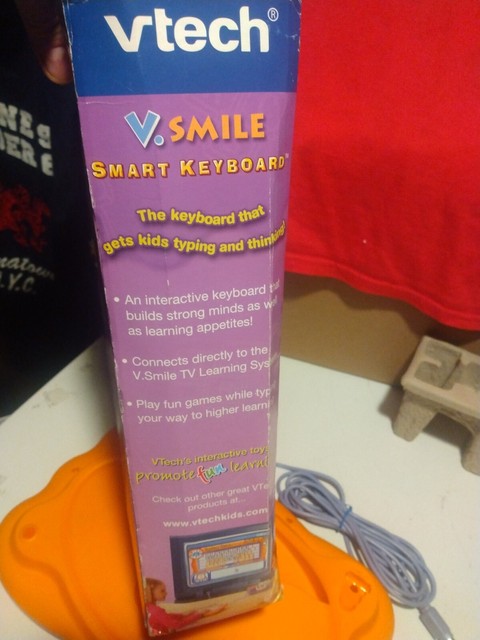 vtech®
V.SMILE
SMART KEYBOARD™
The keyboard that
gets kids typing and thinking!
• An interactive keyboard
builds strong minds as
as learning appetites!
• Connects directly to the
V.Smile TV Learning
• Play fun games while
your way to higher
VTech's interactive
promote fun
Check out other great
products at...
www.vtechkids.com